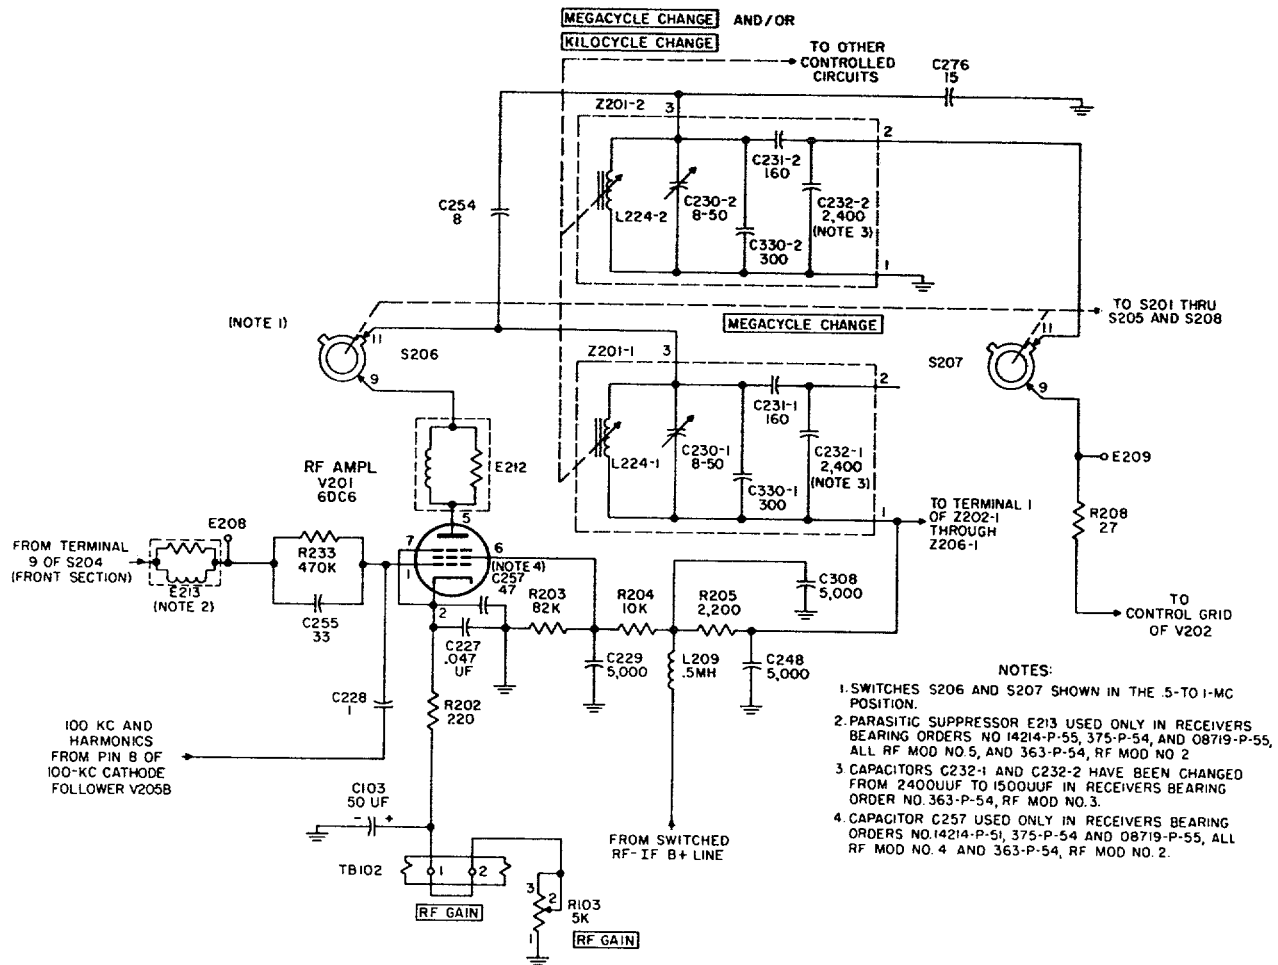 MEGACYCLE CHANGE AND/OR
KILOCYCLE CHANGE
TO OTHER
CONTROLLED
CIRCUITS
C276
15
Z201-2
3
2
C231-2
160
C254
8
L224-2
C230-2
8-50
C232-2
2,400
(NOTE 3)
C330-2
300
1
TO S201 THRU
S205 AND S208
(NOTE 1)
11
S206
9
MEGACYCLE CHANGE
11
S207
9
Z201-1
3
2
C231-1
160
L224-1
C230-1
8-50
C232-1
2,400
(NOTE 3)
C330-1
300
1
E212
RF AMPL
V201
6DC6
E209
R208
27
TO TERMINAL 1
OF Z202-1
THROUGH
Z206-1
E208
FROM TERMINAL
9 OF S204
(FRONT SECTION)
E213
(NOTE 2)
R233
470K
C255
33
5
7
6
1
2
(NOTE 4)
C257
47
R203
82K
R204
10K
R205
2,200
C308
5,000
TO
CONTROL GRID
OF V202
C227
.047
UF
C229
5,000
L209
.5MH
C248
5,000
C228
1
R202
220
100 KC AND
HARMONICS
FROM PIN 8 OF
100-KC CATHODE
FOLLOWER V205B
C103
50 UF
- +
FROM SWITCHED
RF-IF B+ LINE
TB102
1 2
RF GAIN
3
2
1
R103
5K
RF GAIN
NOTES:
1. SWITCHES S206 AND S207 SHOWN IN THE .5-TO 1-MC
POSITION.
2. PARASITIC SUPPRESSOR E213 USED ONLY IN RECEIVERS
BEARING ORDERS NO 14214-P-55, 375-P-54, AND 08719-P-55,
ALL RF MOD NO.5, AND 363-P-54, RF MOD NO 2
3 CAPACITORS C232-1 AND C232-2 HAVE BEEN CHANGED
FROM 2400UUF TO 1500UUF IN RECEIVERS BEARING
ORDER NO. 363-P-54, RF MOD NO.3.
4. CAPACITOR C257 USED ONLY IN RECEIVERS BEARING
ORDERS NO.14214-P-51, 375-P-54 AND 08719-P-55, ALL
RF MOD NO. 4 AND 363-P-54, RF MOD NO. 2.